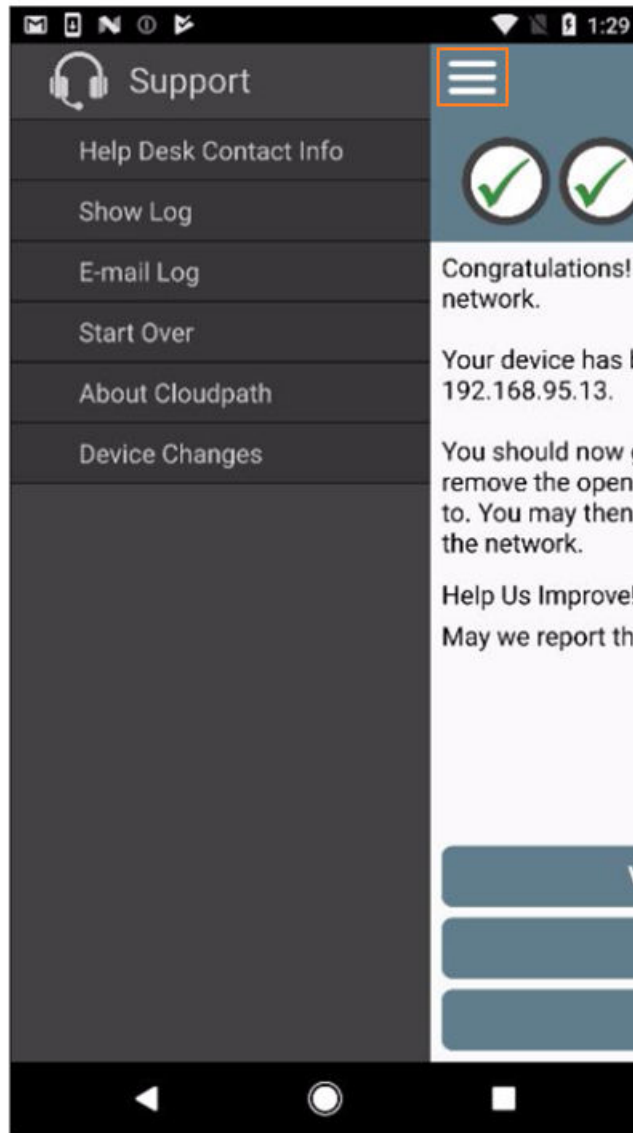 1:29
Support
Help Desk Contact Info
Show Log
E-mail Log
Start Over
About Cloudpath
Device Changes
Congratulations!
network.
Your device has
192.168.95.13.
You should now
remove the open
to. You may then
the network.
Help Us Improve!
May we report